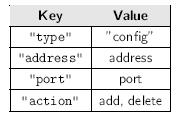 Key Value
"type" "config"
"address" address
"port" port
"action" add, delete